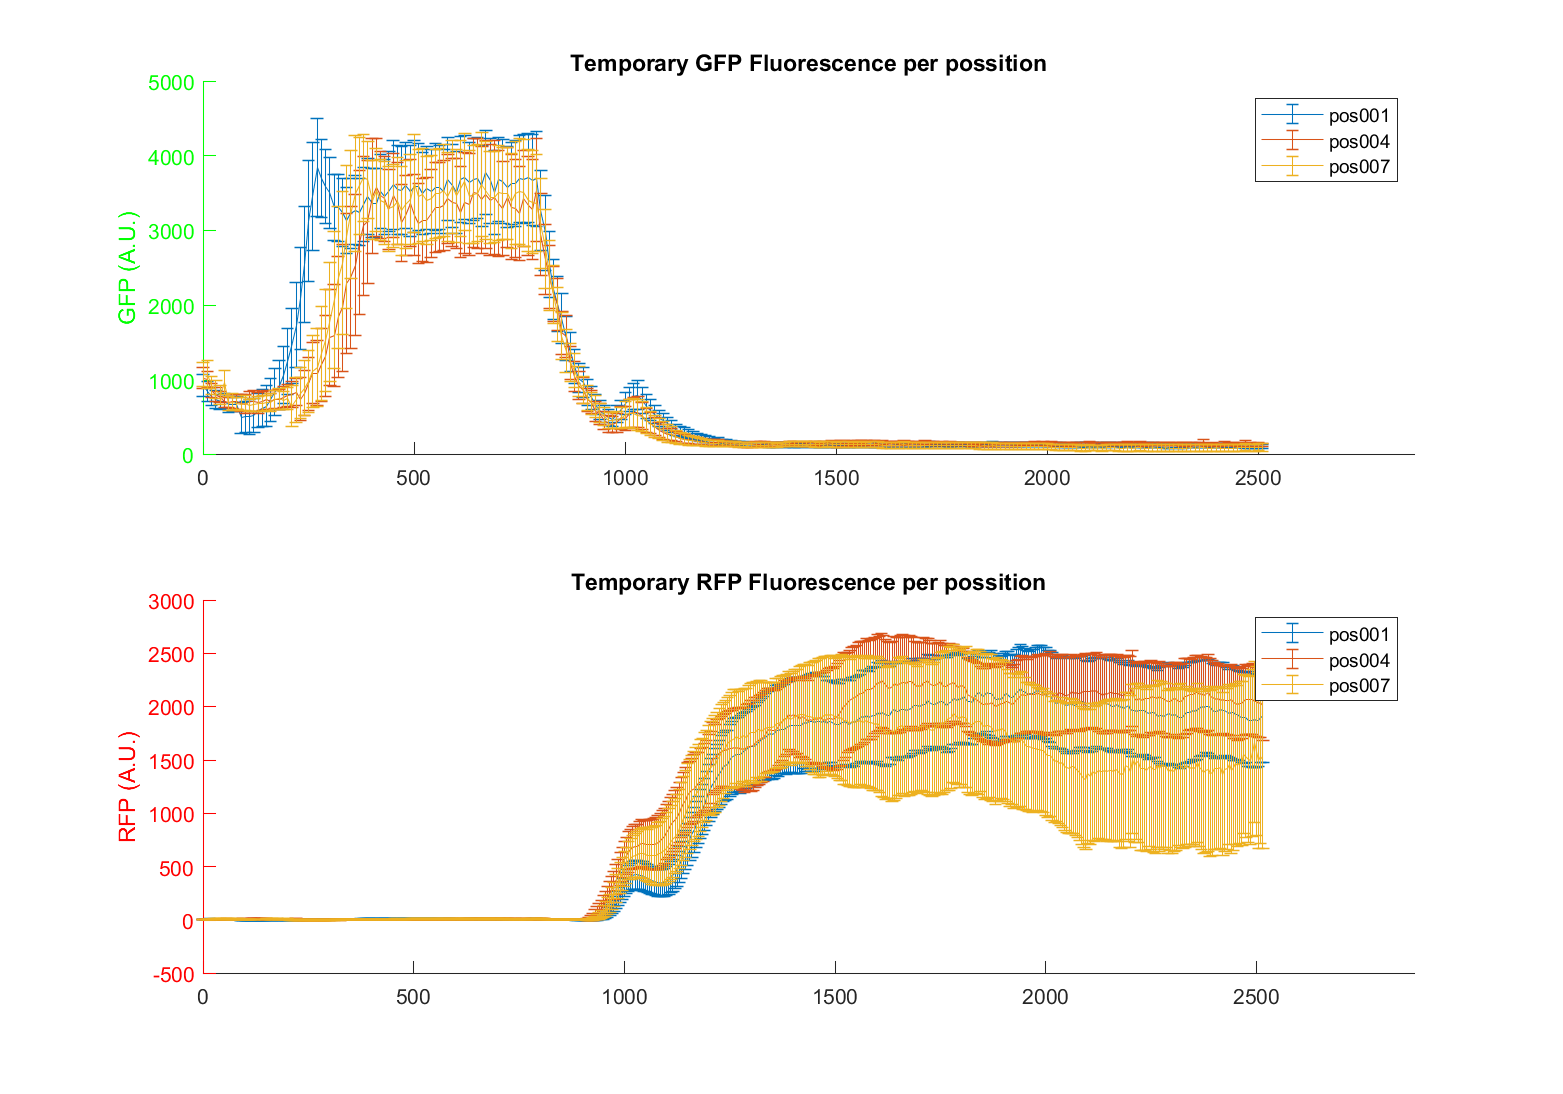 Temporary GFP Fluorescence per possition
GFP (A.U.)
5000
4000
3000
2000
1000
0
0 500 1000 1500 2000 2500
pos001
pos004
pos007
Temporary RFP Fluorescence per possition
RFP (A.U.)
3000
2500
2000
1500
1000
500
0
-500
0 500 1000 1500 2000 2500
pos001
pos004
pos007